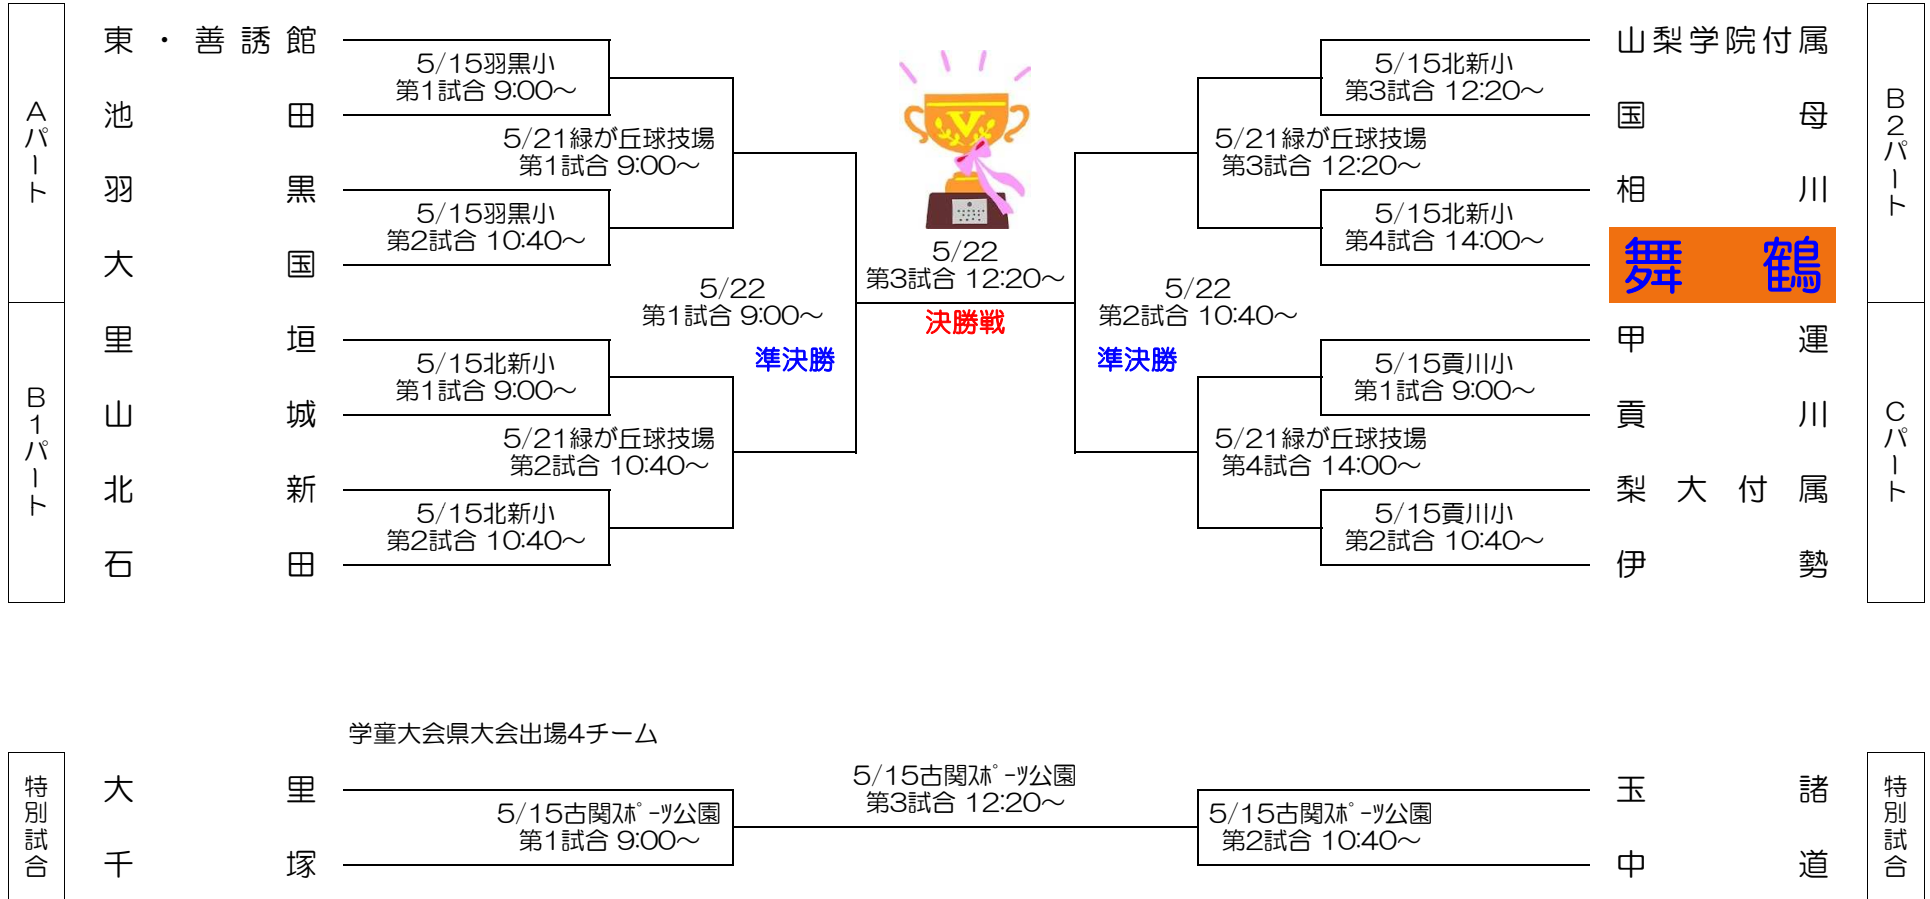 Aパート
東・善誘館
池田
羽黒
大国
5/15羽黒小
第1試合 9:00～
5/21緑が丘球技場
第1試合 9:00～
5/15羽黒小
第2試合 10:40～
B1パート
里垣
山城
北新
石田
5/15北新小
第1試合 9:00～
5/21緑が丘球技場
第2試合 10:40～
5/15北新小
第2試合 10:40～
5/22
第1試合 9:00～
準決勝
V
5/22
第3試合 12:20～
決勝戦
5/22
第2試合 10:40～
準決勝
5/15北新小
第3試合 12:20～
5/21緑が丘球技場
第3試合 12:20～
5/15北新小
第4試合 14:00～
山梨学院付属
国母
相川
舞鶴
B2パート
5/15貢川小
第1試合 9:00～
5/21緑が丘球技場
第4試合 14:00～
5/15貢川小
第2試合 10:40～
甲運
貢川
梨大付属
伊勢
Cパート
学童大会県大会出場4チーム
特別試合
大里
千塚
5/15古関ｽﾎﾟｰﾂ公園
第1試合 9:00～
5/15古関ｽﾎﾟｰﾂ公園
第3試合 12:20～
5/15古関ｽﾎﾟｰﾂ公園
第2試合 10:40～
玉諸
中道
特別試合